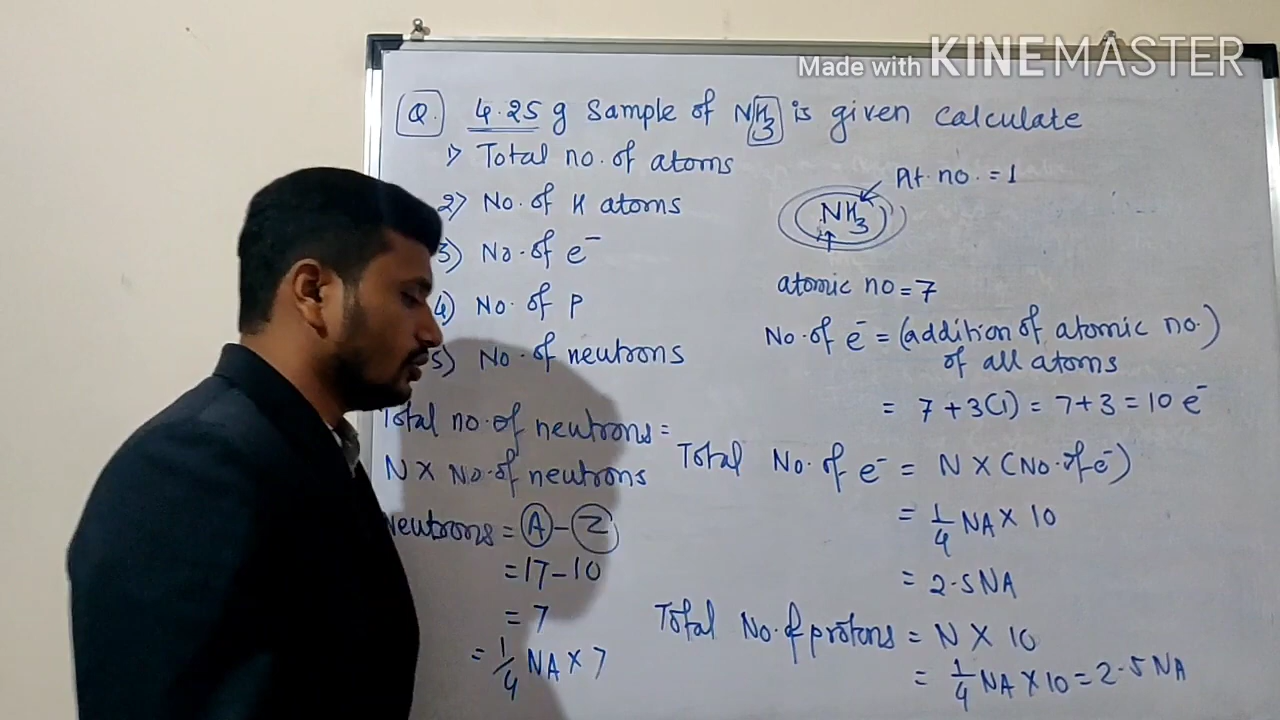 Made with KINEMASTER
Q. 4.25 g Sample of NH3 is given calculate
1) Total no. of atoms
2) No. of H atoms
3) No. of e⁻
4) No. of P
5) No. of neutrons
Total no. of neutrons =
N X No. of neutrons
Neutrons = A - Z
= 17 - 10
= 7
= 1/4 NA X 7
At. no. = 1
NH3
atomic no = 7
No. of e⁻ = (addition of atomic no.)
of all atoms
= 7 + 3(1) = 7 + 3 = 10 e⁻
Total No. of e⁻ = N X (No. of e⁻)
= 1/4 NA X 10
= 2.5 NA
Total No. of protons = N X 10
= 1/4 NA X 10 = 2.5 NA